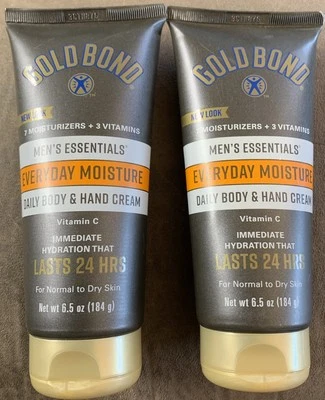 GOLD BOND
NEW LOOK
7 MOISTURIZERS + 3 VITAMINS
MEN'S ESSENTIALS
EVERYDAY MOISTURE
DAILY BODY & HAND CREAM
Vitamin C
IMMEDIATE
HYDRATION THAT
LASTS 24 HRS
For Normal to Dry Skin
Net wt 6.5 oz (184 g)
GOLD BOND
NEW LOOK
7 MOISTURIZERS + 3 VITAMINS
MEN'S ESSENTIALS
EVERYDAY MOISTURE
DAILY BODY & HAND CREAM
Vitamin C
IMMEDIATE
HYDRATION THAT
LASTS 24 HRS
For Normal to Dry Skin
Net wt 6.5 oz (184 g)